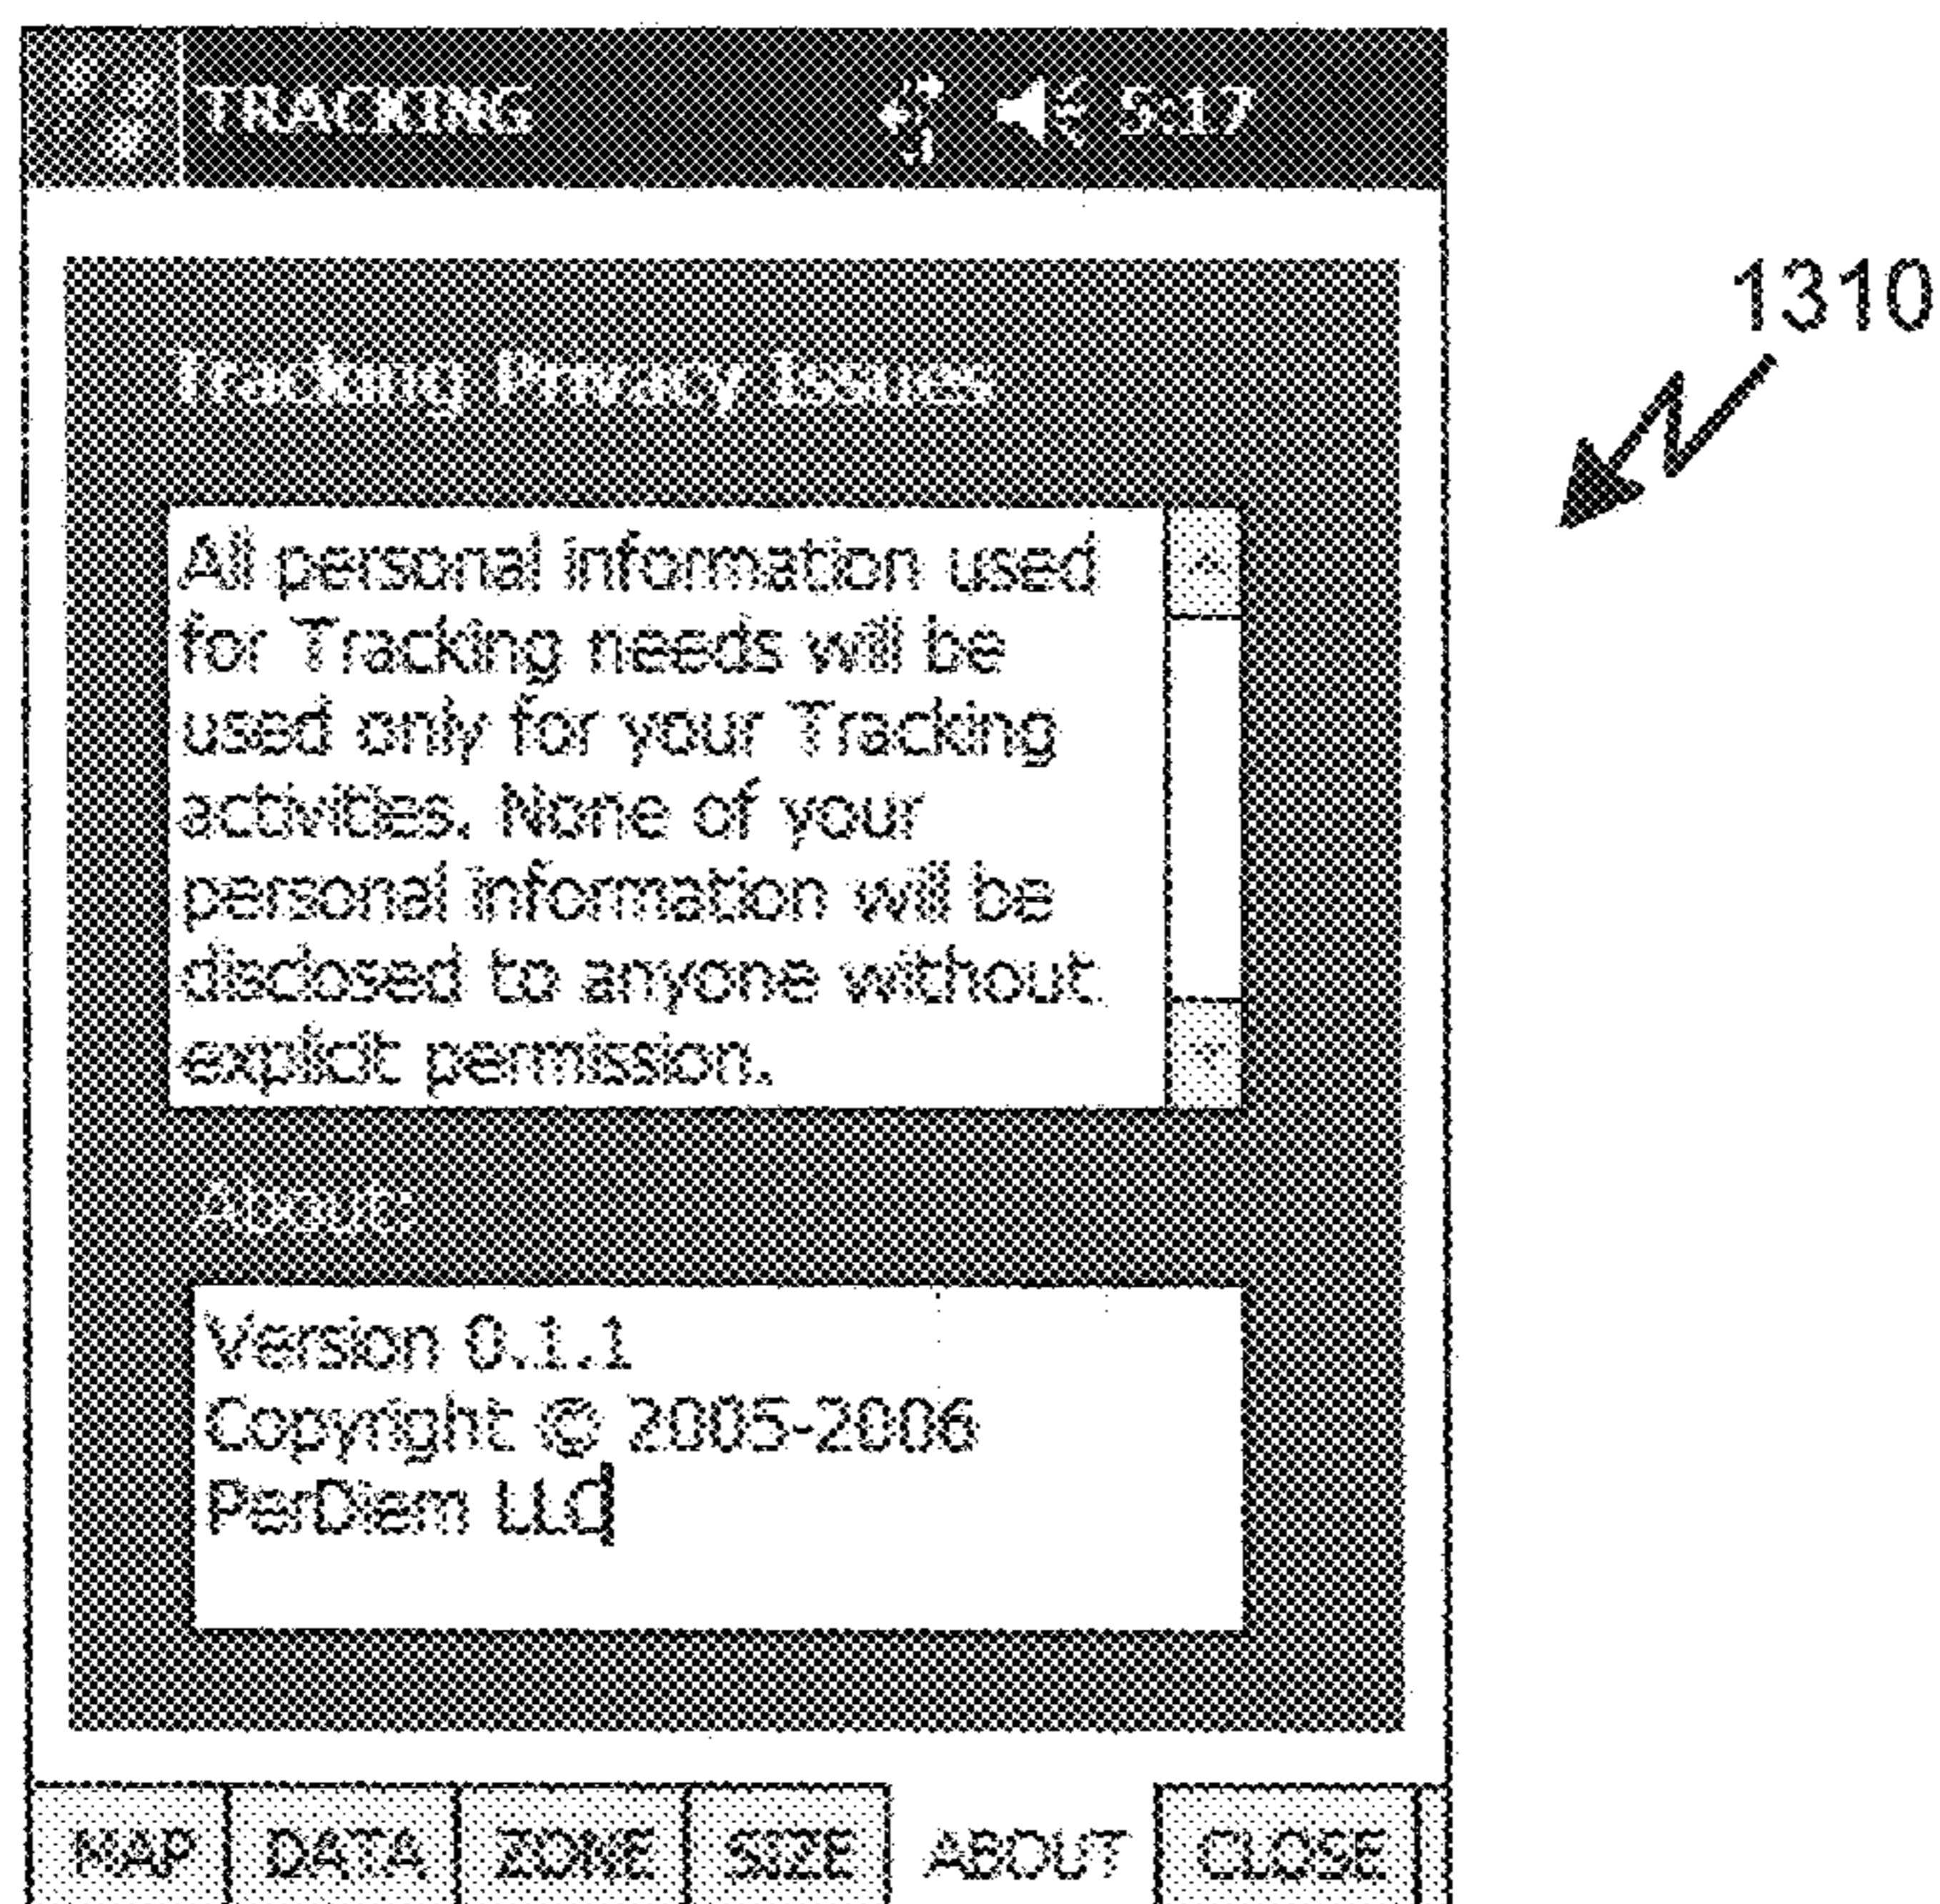 TRACKING 5:17
1310
Tracking Privacy Issues
All personal information used
for Tracking needs will be
used only for your Tracking
activities. None of your
personal information will be
disclosed to anyone without
explicit permission.
About:
Version 0.1.1
Copyright © 2005-2006
PerDiem LLC
MAP DATA ZONE SIZE ABOUT CLOSE